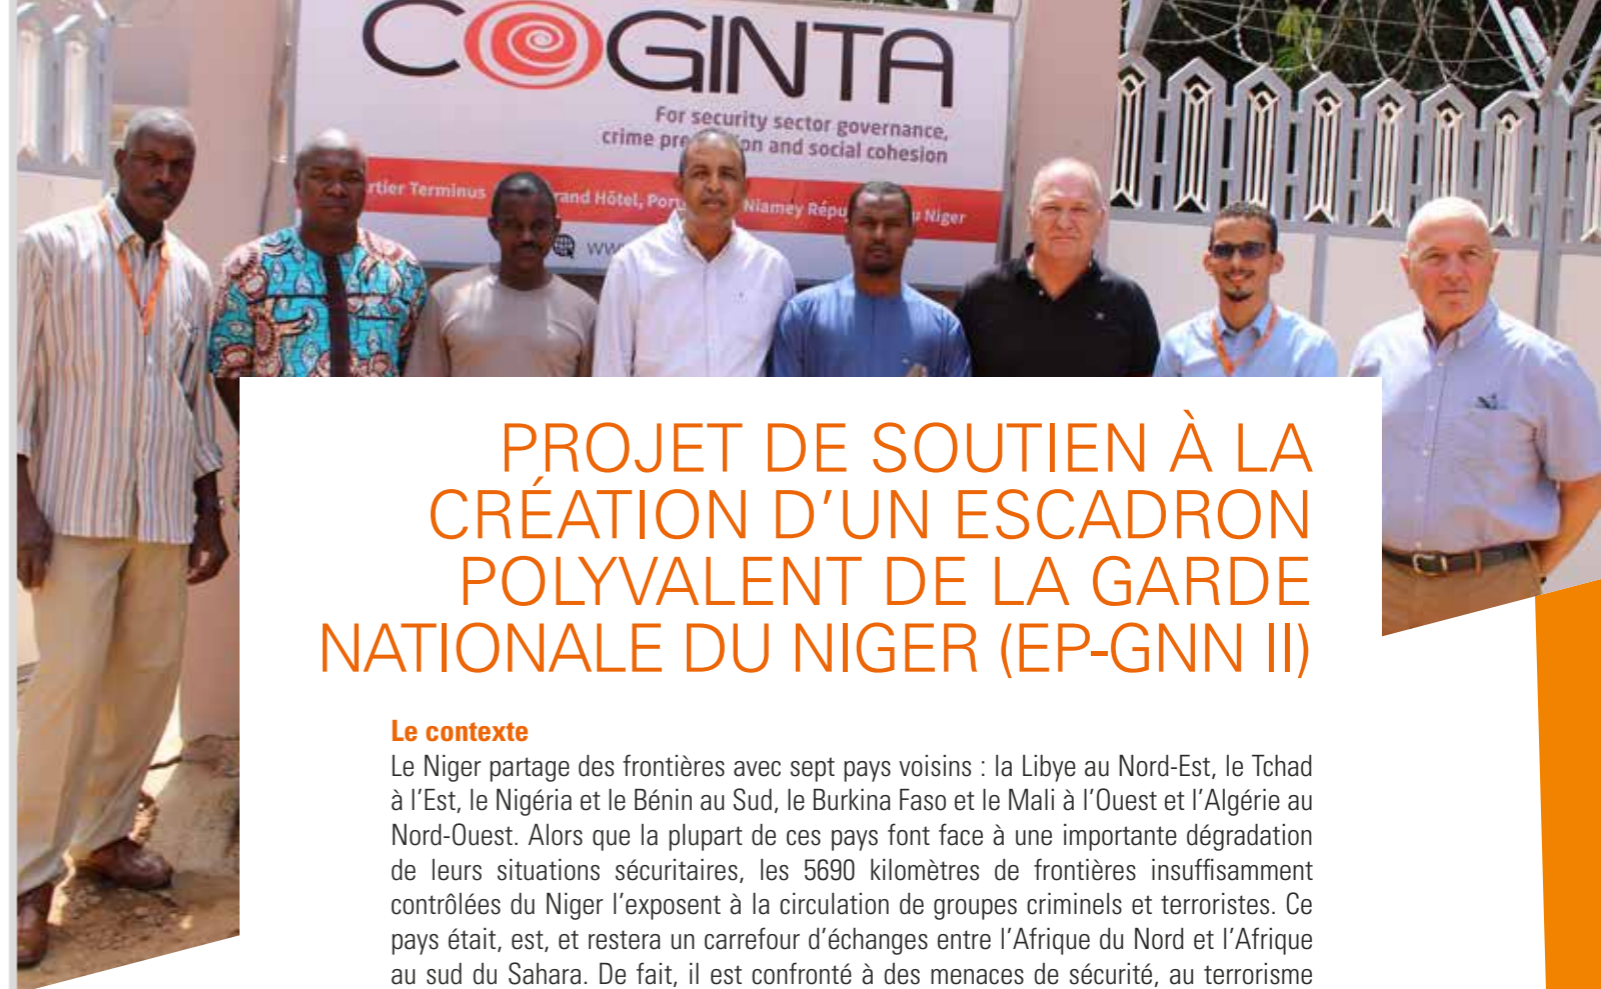 COGINTA
For security sector governance,
crime and social cohesion
Terminus Hôtel, Niamey Niger
PROJET DE SOUTIEN À LA
CRÉATION D’UN ESCADRON
POLYVALENT DE LA GARDE
NATIONALE DU NIGER (EP-GNN II)
Le contexte
Le Niger partage des frontières avec sept pays voisins : la Libye au Nord-Est, le Tchad
à l’Est, le Nigéria et le Bénin au Sud, le Burkina Faso et le Mali à l’Ouest et l’Algérie au
Nord-Ouest. Alors que la plupart de ces pays font face à une importante dégradation
de leurs situations sécuritaires, les 5690 kilomètres de frontières insuffisamment
contrôlées du Niger l’exposent à la circulation de groupes criminels et terroristes. Ce
pays était, est, et restera un carrefour d’échanges entre l’Afrique du Nord et l’Afrique
au sud du Sahara. De fait, il est confronté à des menaces de sécurité, au terrorisme